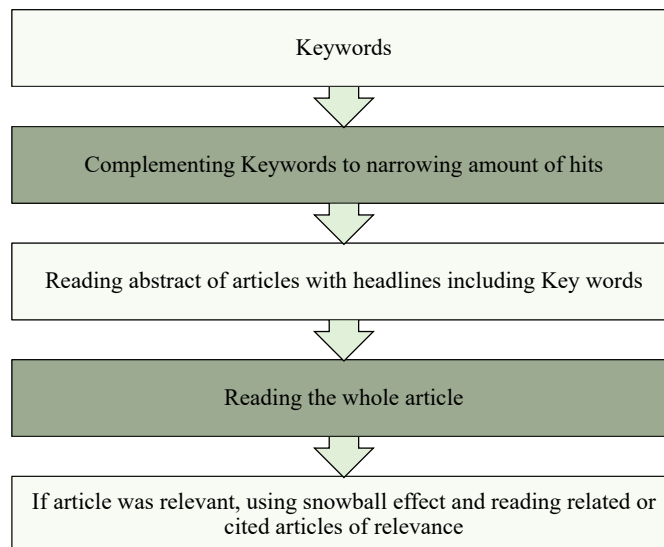 Keywords
Complementing Keywords to narrowing amount of hits
Reading abstract of articles with headlines including Key words
Reading the whole article
If article was relevant, using snowball effect and reading related or
cited articles of relevance